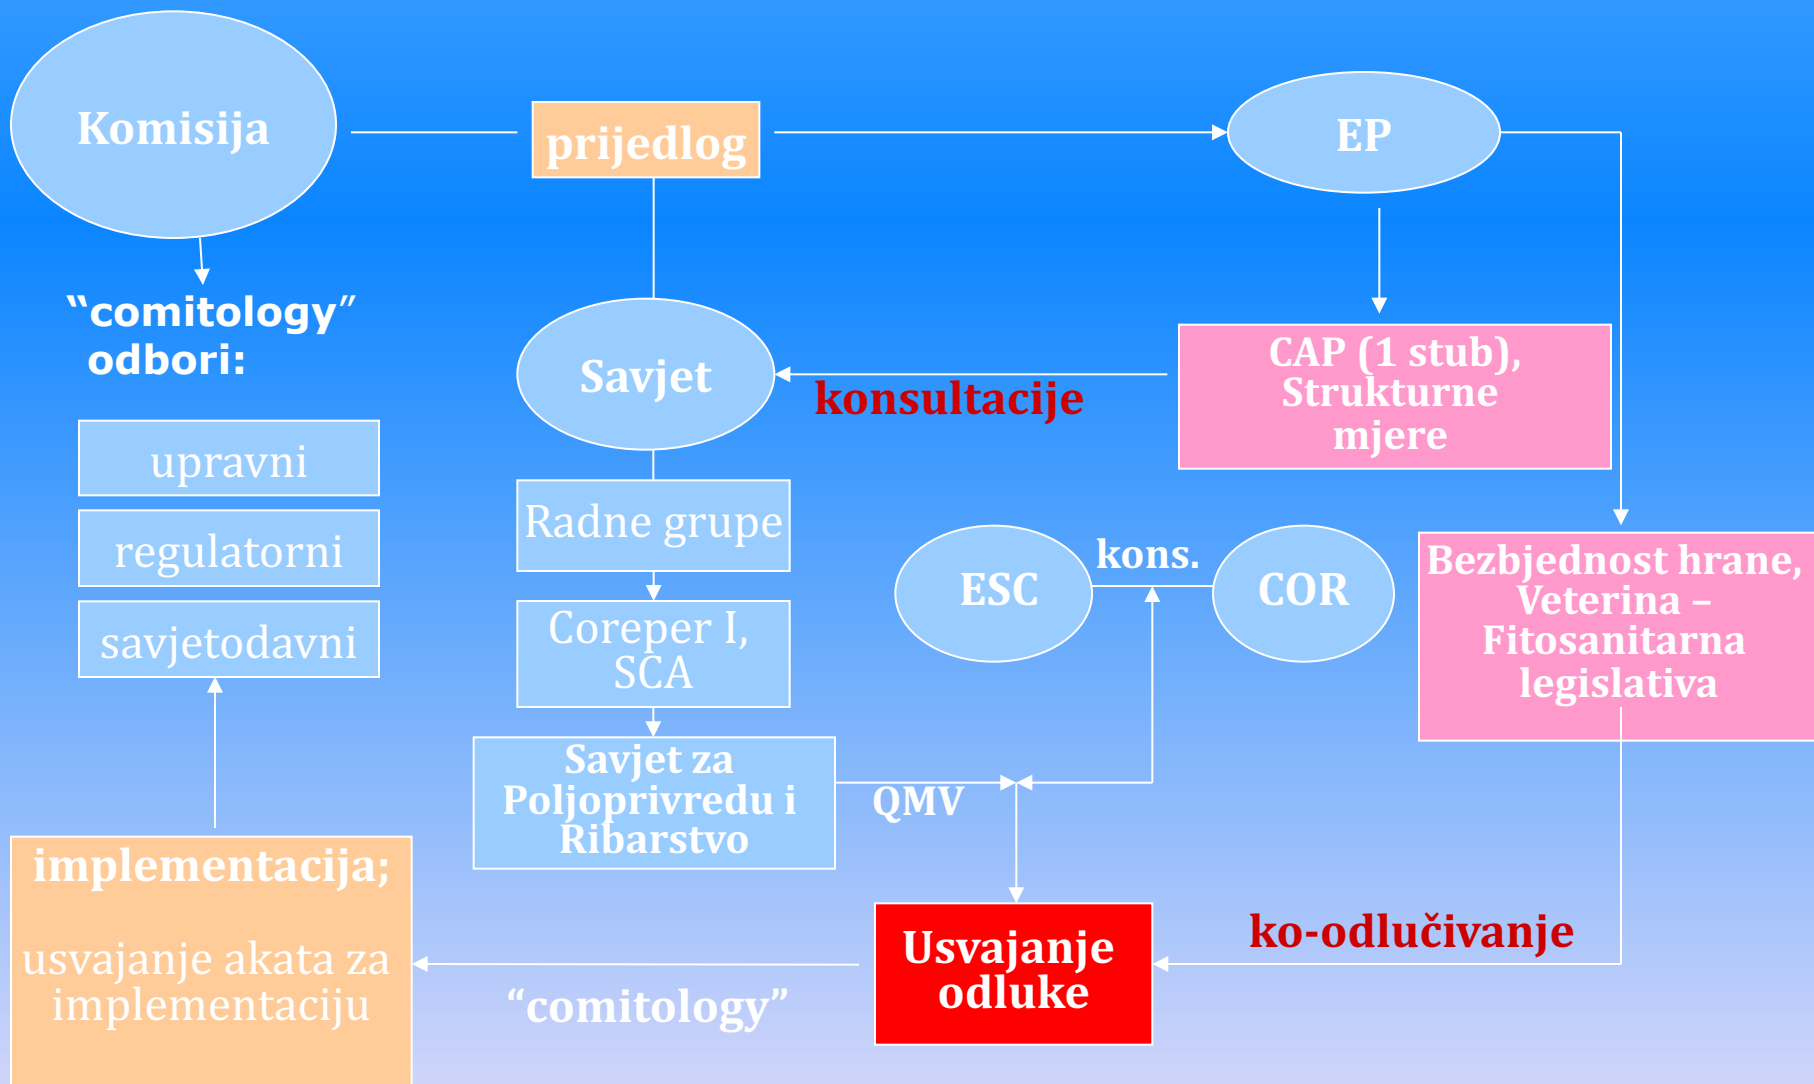 Komisija
prijedlog
EP
“comitology”
odbori:
upravni
regulatorni
savjetodavni
Savjet
konsultacije
CAP (1 stub),
Strukturne
mjere
Radne grupe
Coreper I,
SCA
Savjet za
Poljoprivredu i
Ribarstvo
ESC
kons.
COR
Bezbjednost hrane,
Veterina –
Fitosanitarna
legislativa
QMV
implementacija;
usvajanje akata za
implementaciju
“comitology”
Usvajanje
odluke
ko-odlučivanje